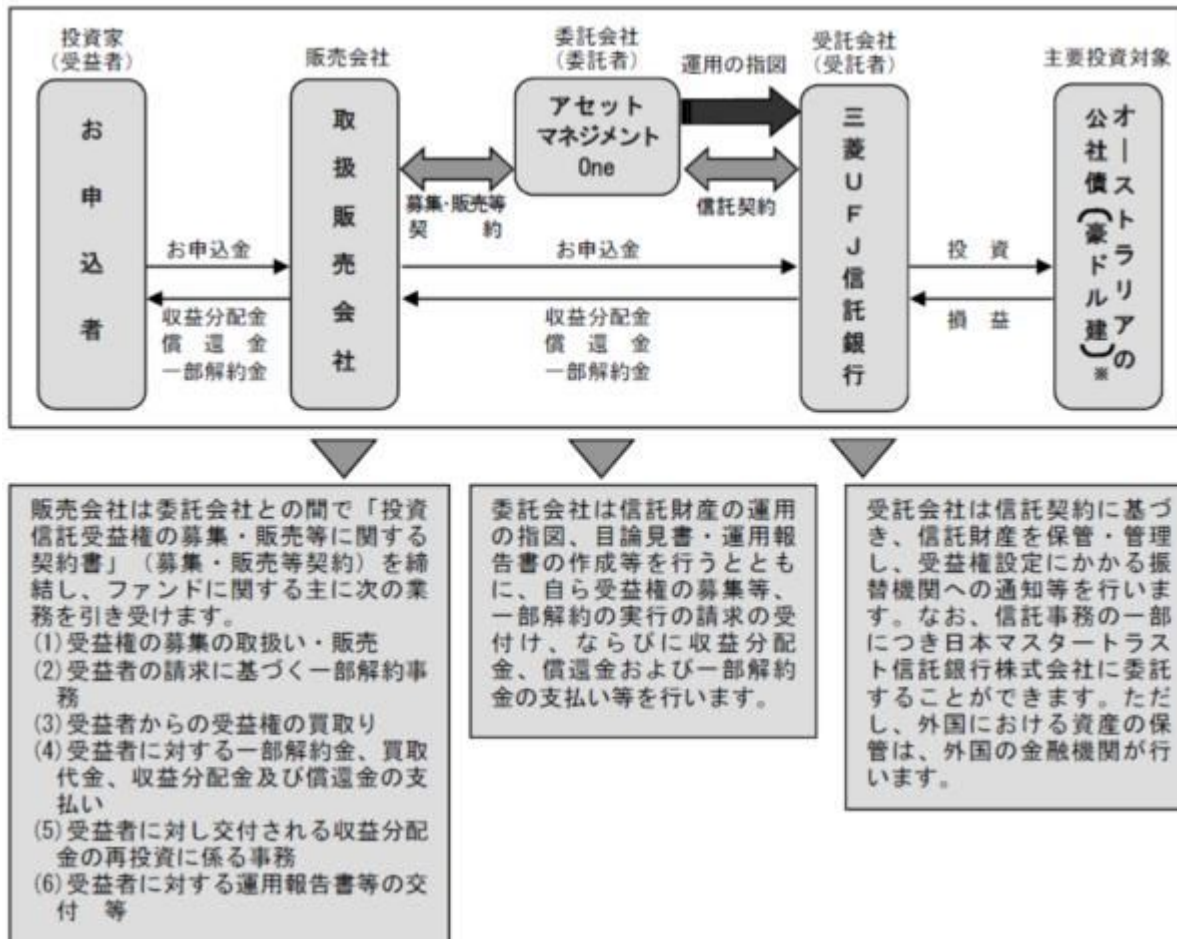 投資家
(受益者)
お申込者
販売会社
取扱販売会社
委託会社
(委託者)
アセット
マネジメント
One
運用の指図
受託会社
(受託者)
三菱UFJ信託銀行
主要投資対象
オーストラリアの
公社債(豪ドル建)※
募集・販売等
契 約
信託契約
お申込金
収益分配金
償 還 金
一部解約金
お申込金
収益分配金
償 還 金
一部解約金
投 資
損 益
販売会社は委託会社との間で「投資
信託受益権の募集・販売等に関する
契約書」(募集・販売等契約)を締
結し、ファンドに関する主に次の業
務を引き受けます。
(1)受益権の募集の取扱い・販売
(2)受益者の請求に基づく一部解約事
務
(3)受益者からの受益権の買取り
(4)受益者に対する一部解約金、買取
代金、収益分配金及び償還金の支
払い
(5)受益者に対し交付される収益分配
金の再投資に係る事務
(6)受益者に対する運用報告書等の交
付 等
委託会社は信託財産の運用
の指図、目論見書・運用報
告書の作成等を行うととも
に、自ら受益権の募集等、
一部解約の実行の請求の受
付け、ならびに収益分配
金、償還金および一部解約
金の支払い等を行います。
受託会社は信託契約に基づ
き、信託財産を保管・管理
し、受益権設定にかかる振
替機関への通知等を行いま
す。なお、信託事務の一部
につき日本マスタートラス
ト信託銀行株式会社に委託
することができます。ただ
し、外国における資産の保
管は、外国の金融機関が行
います。